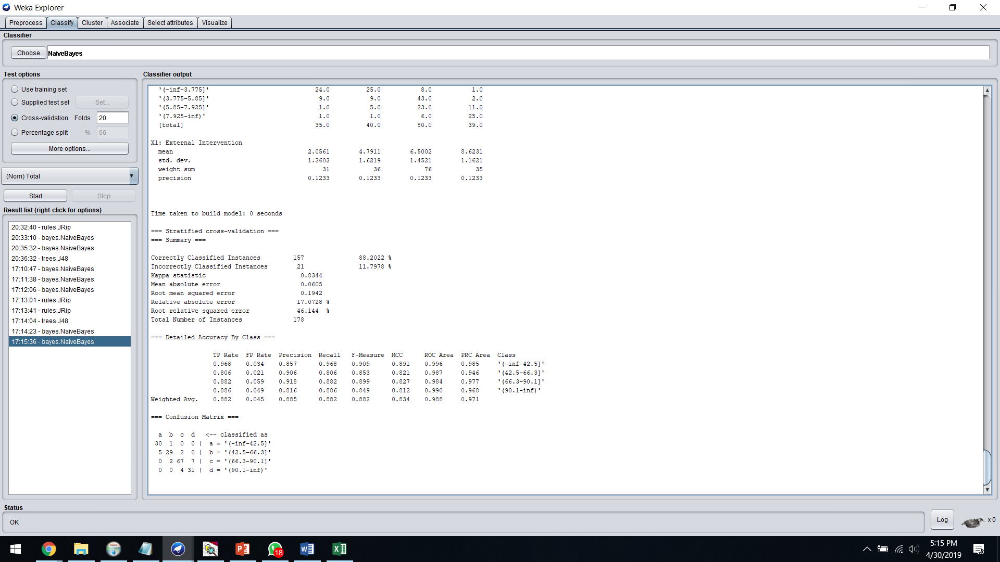 Weka Explorer
Preprocess Classify Cluster Associate Select attributes Visualize
Classifier
Choose NaiveBayes
Test options
Use training set
Supplied test set Set...
Cross-validation Folds 20
Percentage split % 66
More options...
(Nom) Total
Start Stop
Result list (right-click for options)
20:32:40 - rules.JRip
20:33:10 - bayes.NaiveBayes
20:35:32 - bayes.NaiveBayes
20:36:32 - trees.J48
17:10:47 - bayes.NaiveBayes
17:11:38 - bayes.NaiveBayes
17:12:06 - bayes.NaiveBayes
17:13:01 - rules.JRip
17:13:41 - rules.JRip
17:14:04 - trees.J48
17:14:23 - bayes.NaiveBayes
17:15:36 - bayes.NaiveBayes
Classifier output
'(-inf-3.775]' 24.0 25.0 8.0 1.0
'(3.775-5.85]' 9.0 9.0 43.0 2.0
'(5.85-7.925]' 1.0 5.0 23.0 11.0
'(7.925-inf)' 1.0 1.0 6.0 25.0
[total] 35.0 40.0 80.0 39.0
X1: External Intervention
mean 2.0561 4.7911 6.5002 8.6231
std. dev. 1.2602 1.6219 1.4521 1.1621
weight sum 31 36 76 35
precision 0.1233 0.1233 0.1233 0.1233
Time taken to build model: 0 seconds
=== Stratified cross-validation ===
=== Summary ===
Correctly Classified Instances 157 88.2022 %
Incorrectly Classified Instances 21 11.7978 %
Kappa statistic 0.8344
Mean absolute error 0.0605
Root mean squared error 0.1942
Relative absolute error 17.0728 %
Root relative squared error 46.144 %
Total Number of Instances 178
=== Detailed Accuracy By Class ===
TP Rate FP Rate Precision Recall F-Measure MCC ROC Area PRC Area Class
0.968 0.034 0.857 0.968 0.909 0.891 0.996 0.985 '(-inf-42.5]'
0.806 0.021 0.906 0.806 0.853 0.821 0.987 0.946 '(42.5-66.3]'
0.882 0.059 0.918 0.882 0.899 0.827 0.984 0.977 '(66.3-90.1]'
0.886 0.049 0.816 0.886 0.849 0.812 0.990 0.968 '(90.1-inf)'
Weighted Avg. 0.882 0.045 0.885 0.882 0.882 0.834 0.988 0.971
=== Confusion Matrix ===
a b c d <-- classified as
30 1 0 0 | a = '(-inf-42.5]'
5 29 2 0 | b = '(42.5-66.3]'
0 2 67 7 | c = '(66.3-90.1]'
0 0 4 31 | d = '(90.1-inf)'
Status
OK
Log
x 0
18
5:15 PM
4/30/2019